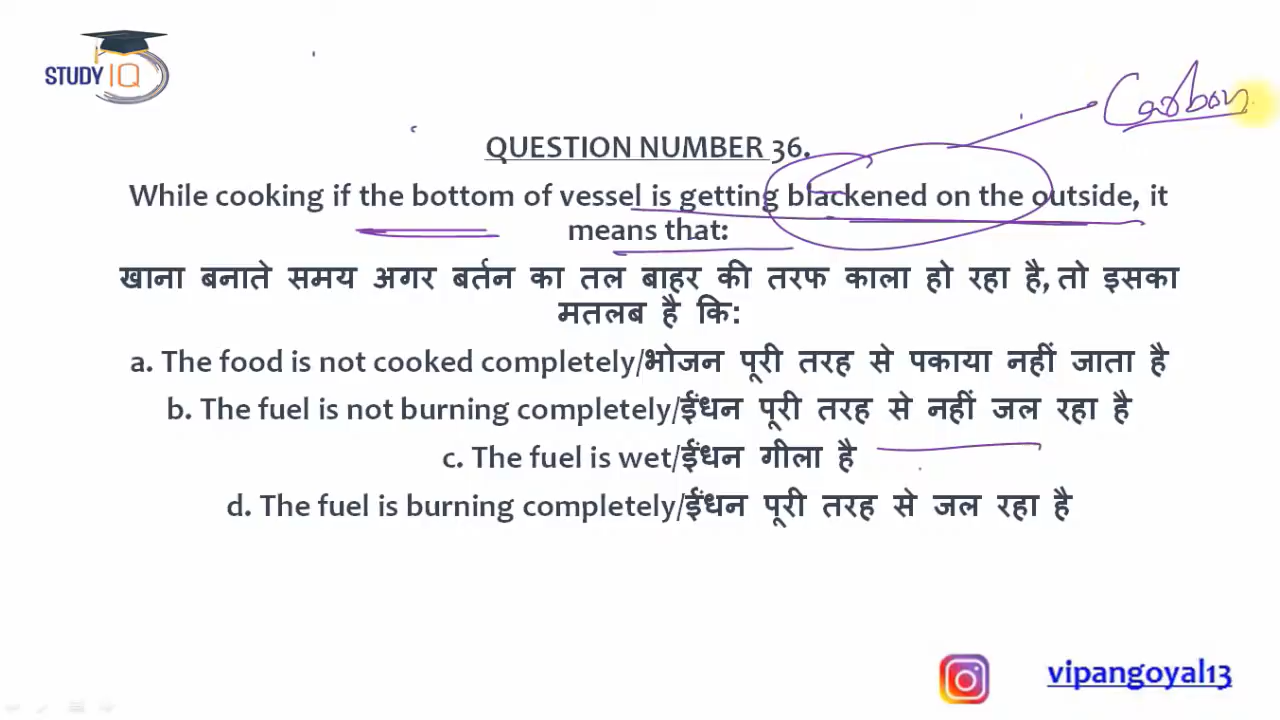 STUDY IQ
Carbon
QUESTION NUMBER 36.
While cooking if the bottom of vessel is getting blackened on the outside, it
means that:
खाना बनाते समय अगर बर्तन का तल बाहर की तरफ काला हो रहा है, तो इसका
मतलब है कि:
a. The food is not cooked completely/भोजन पूरी तरह से पकाया नहीं जाता है
b. The fuel is not burning completely/ईंधन पूरी तरह से नहीं जल रहा है
c. The fuel is wet/ईंधन गीला है
d. The fuel is burning completely/ईंधन पूरी तरह से जल रहा है
vipangoyal13